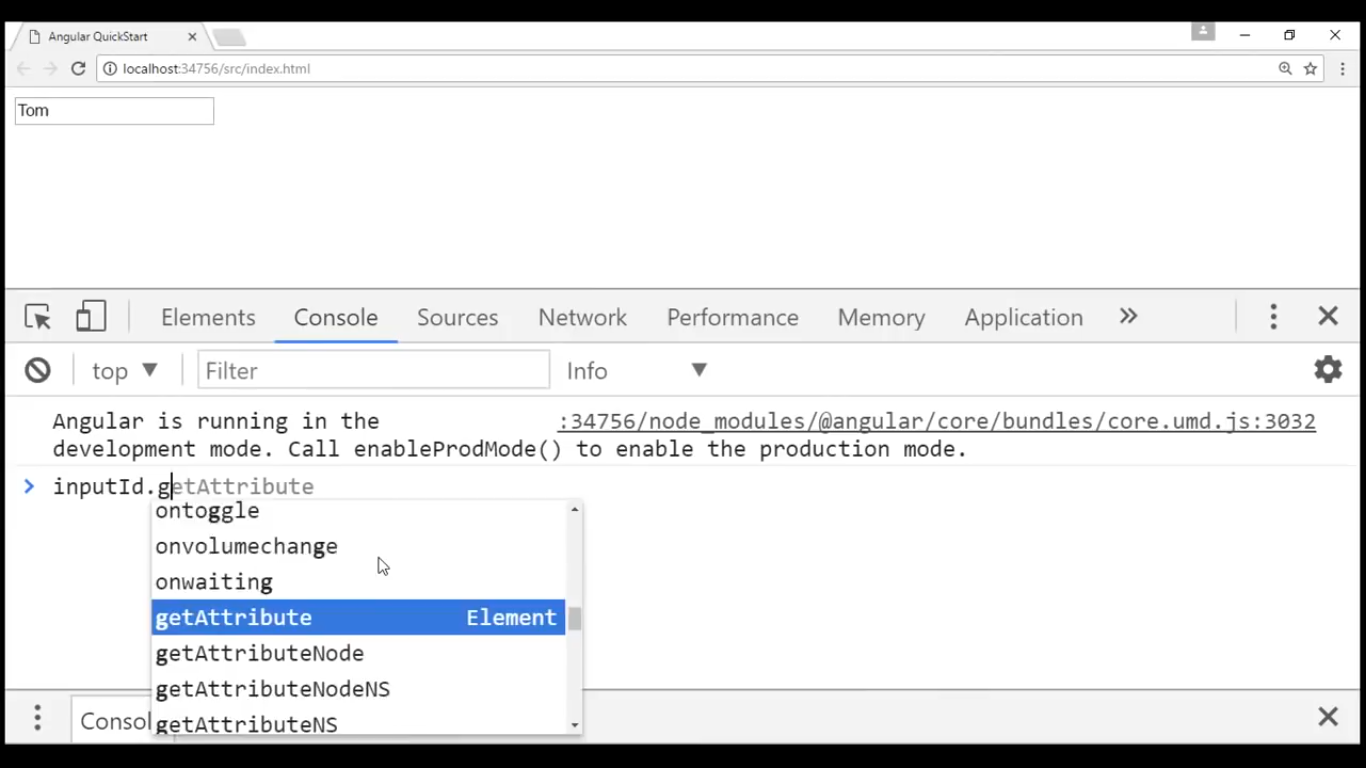 Angular QuickStart
localhost:34756/src/index.html
Tom
Elements Console Sources Network Performance Memory Application
top Filter Info
Angular is running in the :34756/node_modules/@angular/core/bundles/core.umd.js:3032
development mode. Call enableProdMode() to enable the production mode.
> inputId.getAttribute
ontoggle
onvolumechange
onwaiting
getAttribute Element
getAttributeNode
getAttributeNodeNS
getAttributeNS
Consol